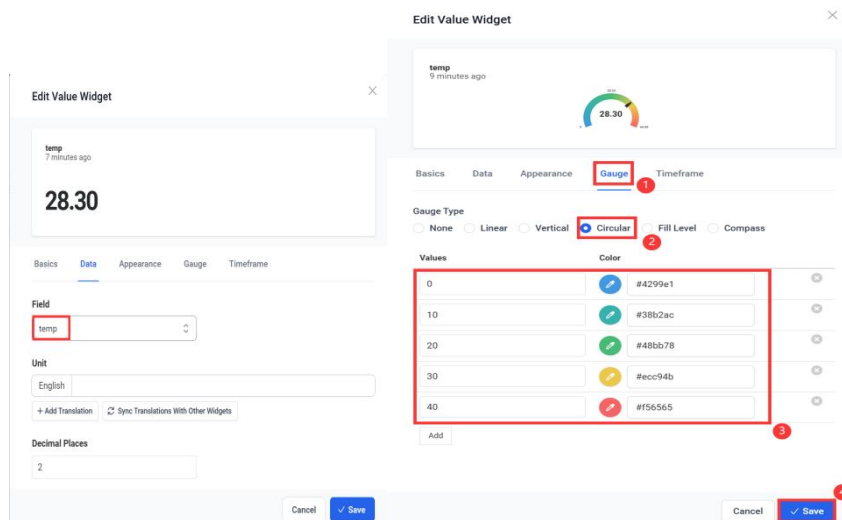 Edit Value Widget
temp
7 minutes ago
28.30
Basics Data Appearance Gauge Timeframe
Field
temp
Unit
English
+ Add Translation Sync Translations With Other Widgets
Decimal Places
2
Cancel Save
Edit Value Widget
temp
9 minutes ago
28.30
Basics Data Appearance Gauge Timeframe
1
Gauge Type
None Linear Vertical Circular Fill Level Compass
2
Values Color
0 #4299e1
10 #38b2ac
20 #48bb78
30 #ecc94b
40 #f56565
3
Add
Cancel Save